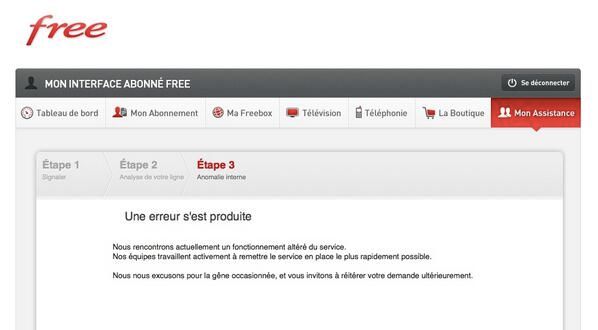 free
MON INTERFACE ABONNÉ FREE
Se déconnecter
Tableau de bord
Mon Abonnement
Ma Freebox
Télévision
Téléphonie
La Boutique
Mon Assistance
Étape 1
Signaler
Étape 2
Analyse de votre ligne
Étape 3
Anomalie interne
Une erreur s'est produite
Nous rencontrons actuellement un fonctionnement altéré du service.
Nos équipes travaillent activement à remettre le service en place le plus rapidement possible.
Nous nous excusons pour la gêne occasionnée, et vous invitons à réitérer votre demande ultérieurement.